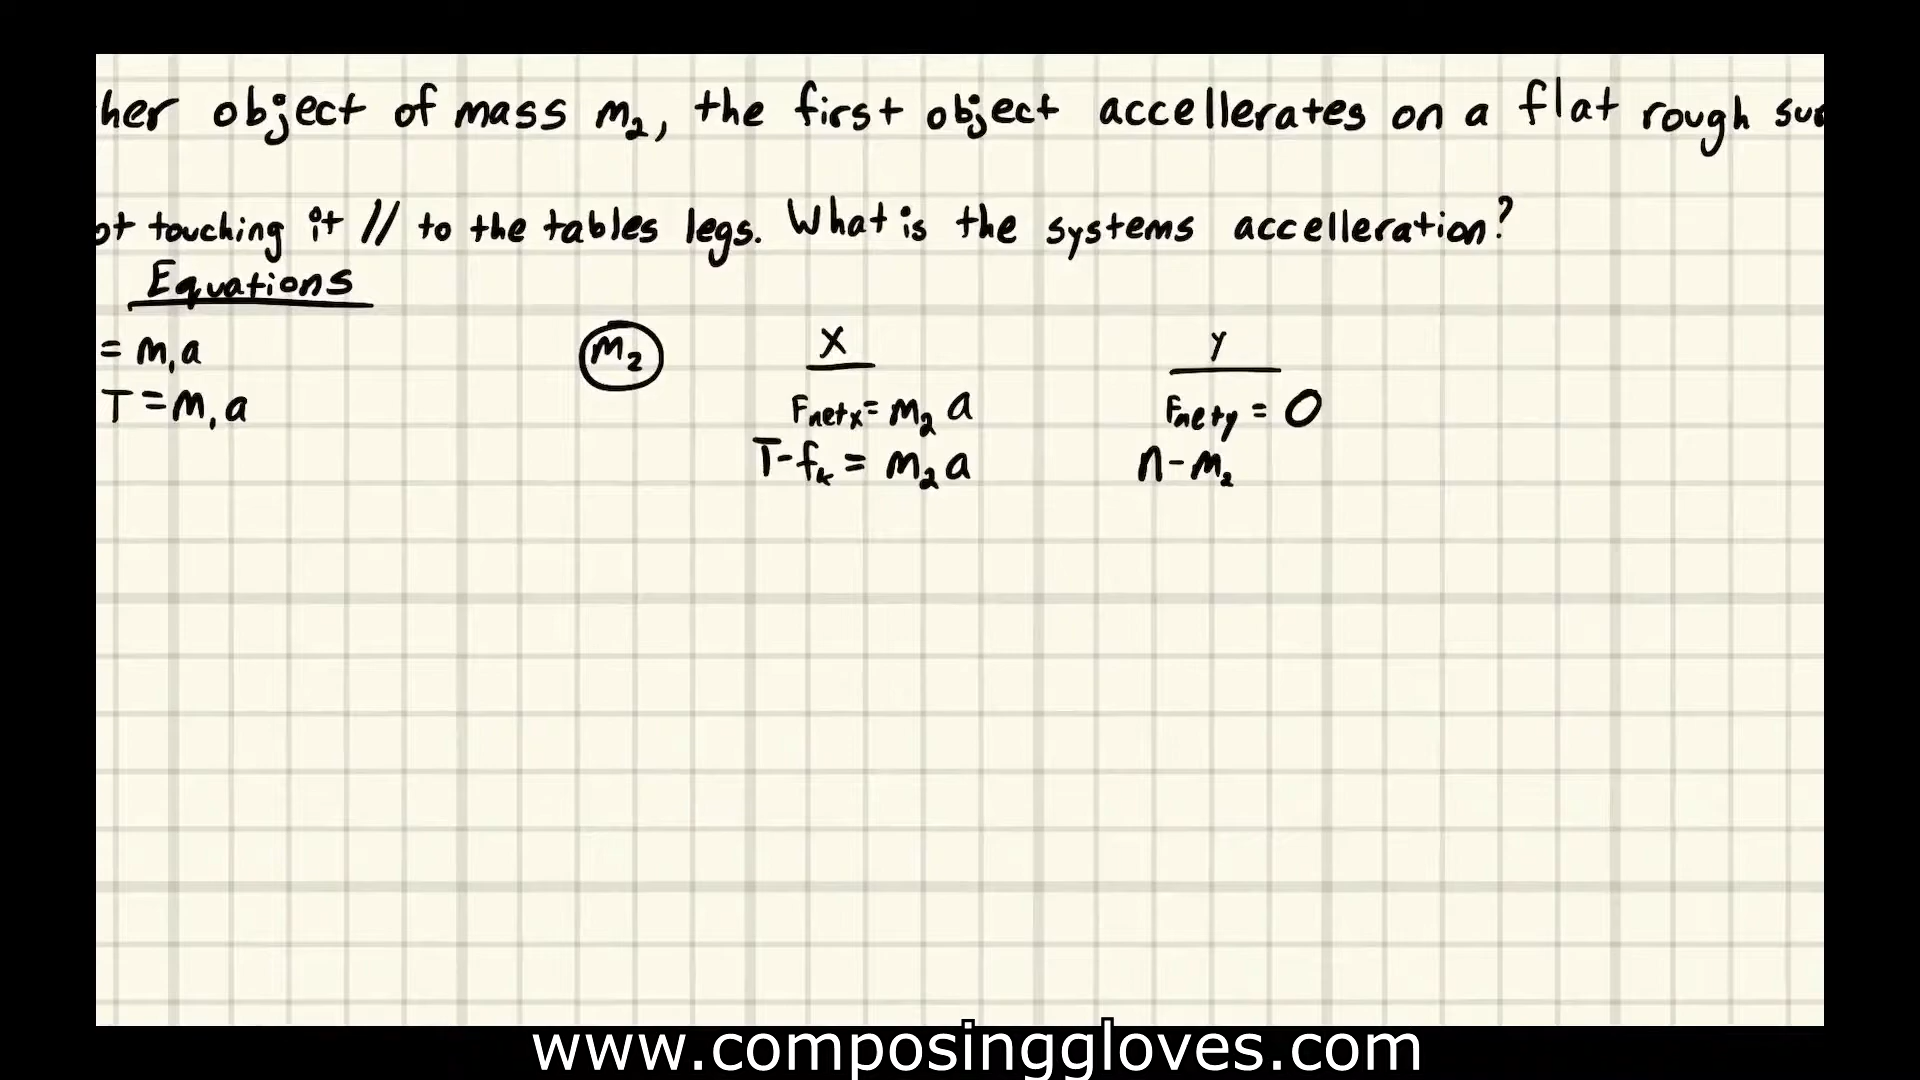 her object of mass m₂, the first object accellerates on a flat rough sur
ot touching it // to the tables legs. What is the systems accelleration?
Equations
= m₁a
T = m₁a
m₂
X
Fnetx = m₂ a
T - fk = m₂ a
Y
Fnety = 0
n - m₂
www.composinggloves.com